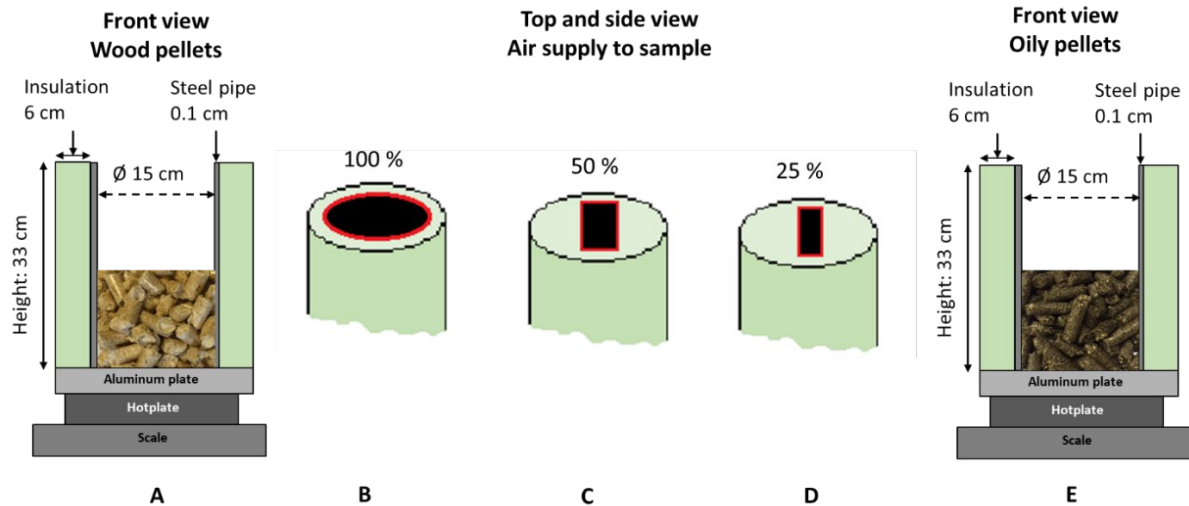 Front view
Wood pellets
Top and side view
Air supply to sample
Front view
Oily pellets
Insulation
6 cm
Steel pipe
0.1 cm
Ø 15 cm
Height: 33 cm
Aluminum plate
Hotplate
Scale
100 %
50 %
25 %
Insulation
6 cm
Steel pipe
0.1 cm
Ø 15 cm
Height: 33 cm
Aluminum plate
Hotplate
Scale
A
B
C
D
E